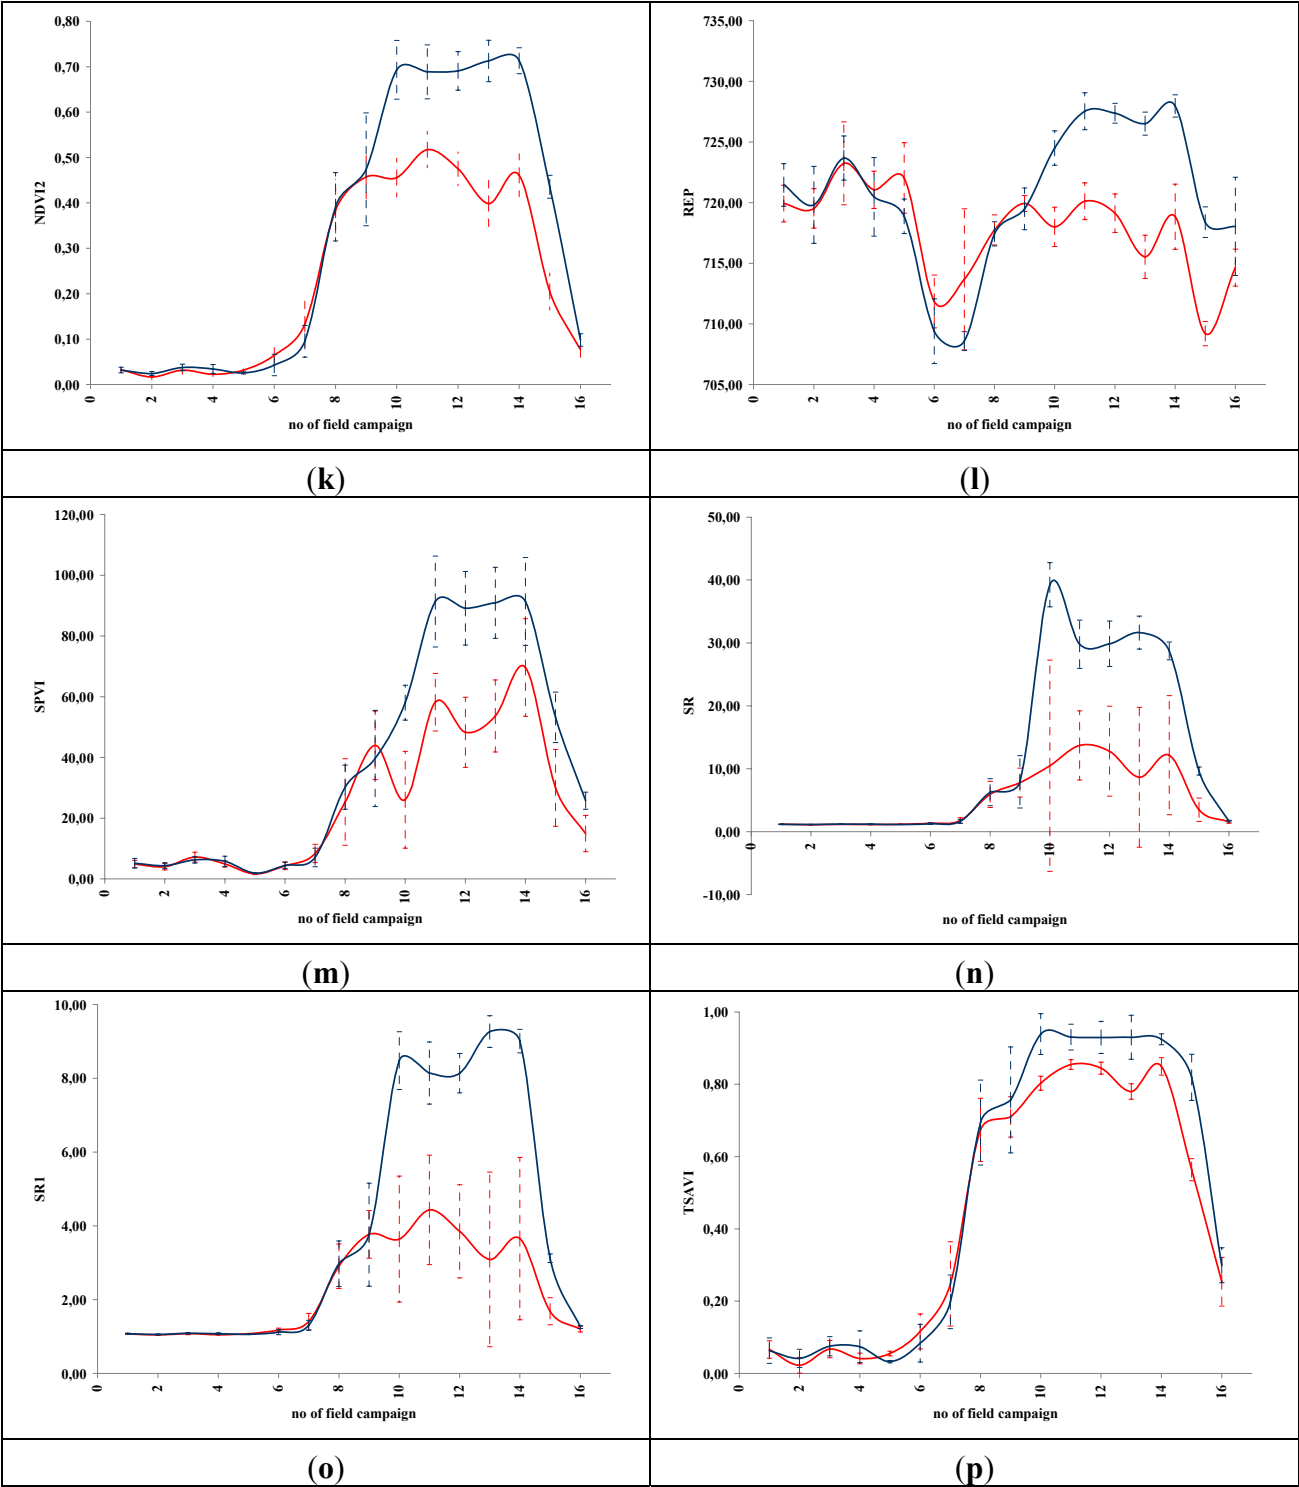 0,80
0,70
0,60
0,50
0,40
0,30
0,20
0,10
0,00
NDVI2
0 2 4 6 8 10 12 14 16
no of field campaign
(k)
735,00
730,00
725,00
720,00
715,00
710,00
705,00
REP
0 2 4 6 8 10 12 14 16
no of field campaign
(l)
120,00
100,00
80,00
60,00
40,00
20,00
0,00
SPVI
0 2 4 6 8 10 12 14 16
no of field campaign
(m)
50,00
40,00
30,00
20,00
10,00
0,00
-10,00
SR
0 2 4 6 8 10 12 14 16
no of field campaign
(n)
10,00
8,00
6,00
4,00
2,00
0,00
SR1
0 2 4 6 8 10 12 14 16
no of field campaign
(o)
1,00
0,80
0,60
0,40
0,20
0,00
TSAVI
0 2 4 6 8 10 12 14 16
no of field campaign
(p)